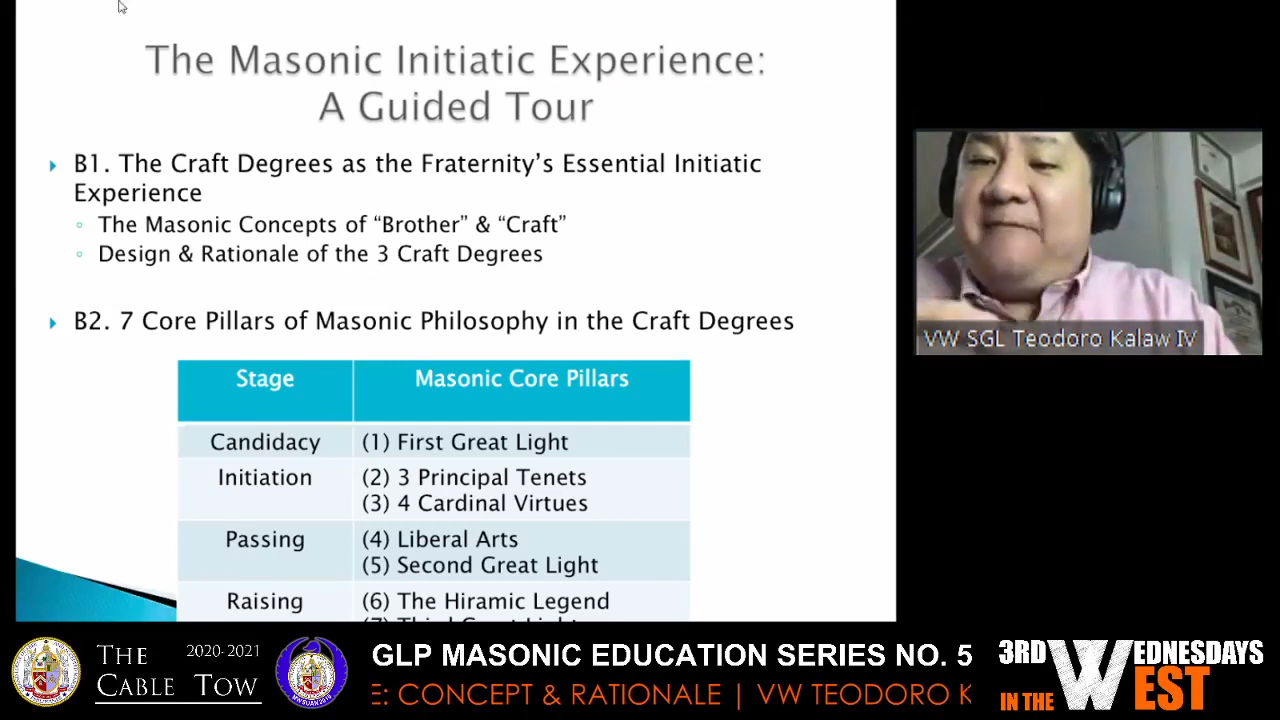 The Masonic Initiatic Experience:
A Guided Tour
B1. The Craft Degrees as the Fraternity's Essential Initiatic
Experience
The Masonic Concepts of "Brother" & "Craft"
Design & Rationale of the 3 Craft Degrees
B2. 7 Core Pillars of Masonic Philosophy in the Craft Degrees
Stage
Masonic Core Pillars
Candidacy
(1) First Great Light
Initiation
(2) 3 Principal Tenets
(3) 4 Cardinal Virtues
Passing
(4) Liberal Arts
(5) Second Great Light
Raising
(6) The Hiramic Legend
(7) Third Great Light
VW SGL Teodoro Kalaw IV
THE 2020-2021
CABLE TOW
GLP MASONIC EDUCATION SERIES NO. 5
E: CONCEPT & RATIONALE | VW TEODORO K
3RD WEDNESDAYS
IN THE WEST